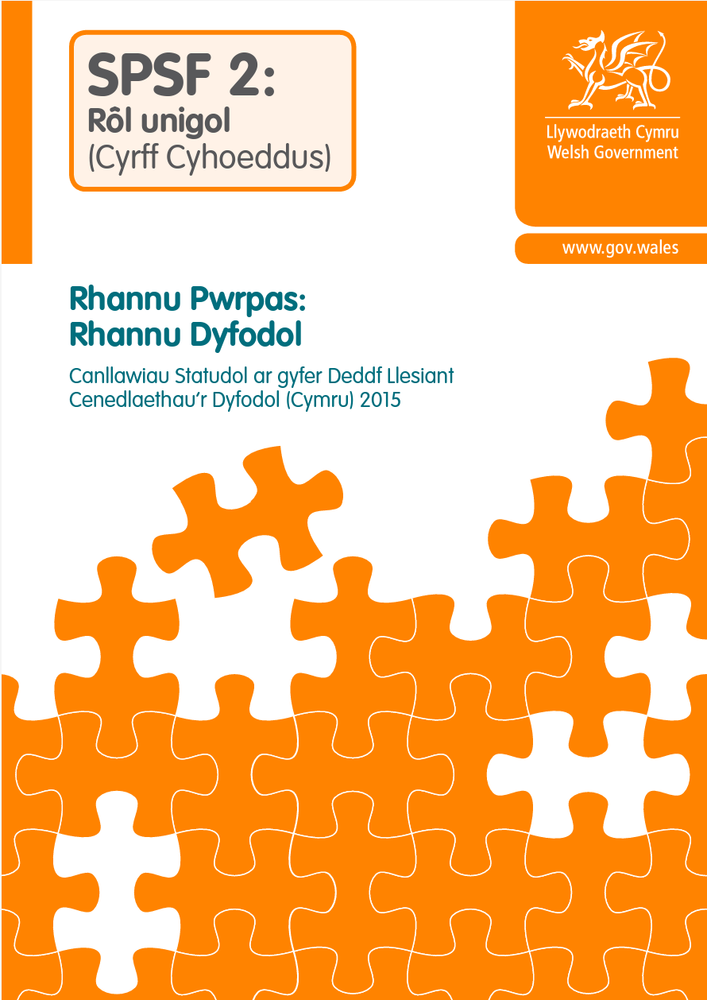 SPSF 2:
Rôl unigol
(Cyrff Cyhoeddus)
Llywodraeth Cymru
Welsh Government
www.gov.wales
Rhannu Pwrpas:
Rhannu Dyfodol
Canllawiau Statudol ar gyfer Deddf Llesiant
Cenedlaethau’r Dyfodol (Cymru) 2015